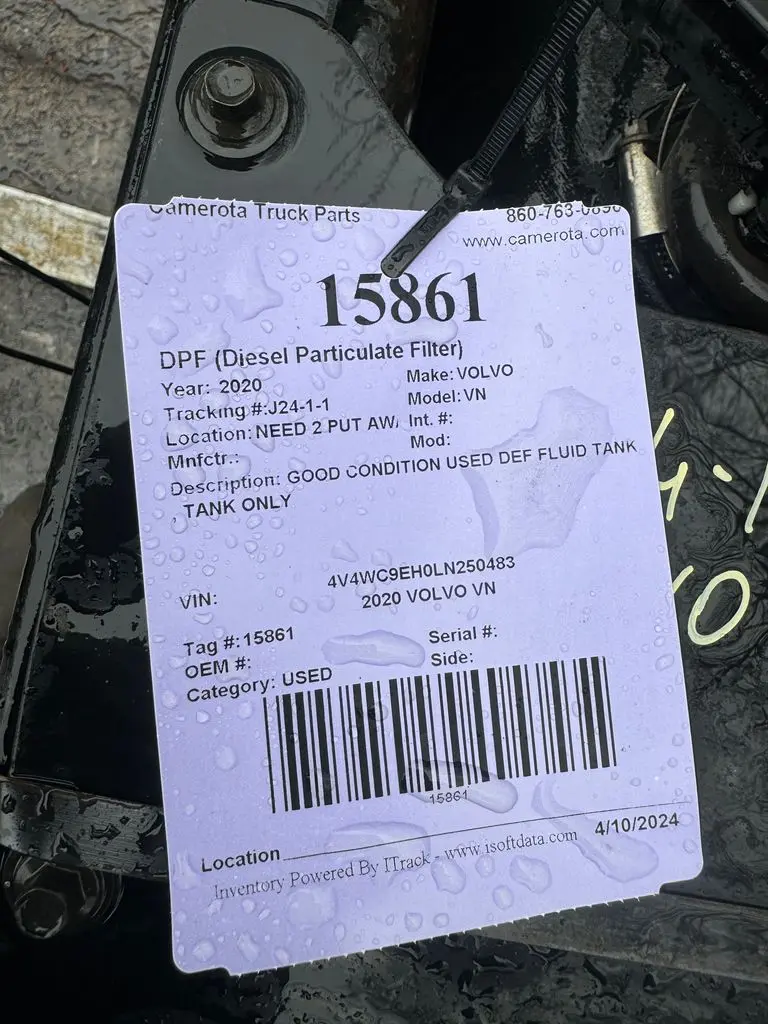 Camerota Truck Parts 860-763-0896
www.camerota.com
15861
DPF (Diesel Particulate Filter)
Year: 2020 Make: VOLVO
Tracking #:J24-1-1 Model: VN
Location: NEED 2 PUT AW Int. #:
Mnfctr.: Mod:
Description: GOOD CONDITION USED DEF FLUID TANK
, TANK ONLY
4V4WC9EH0LN250483
VIN: 2020 VOLVO VN
Tag #: 15861 Serial #:
OEM #: Side:
Category: USED
15861
Location 4/10/2024
Inventory Powered By ITrack - www.isoftdata.com